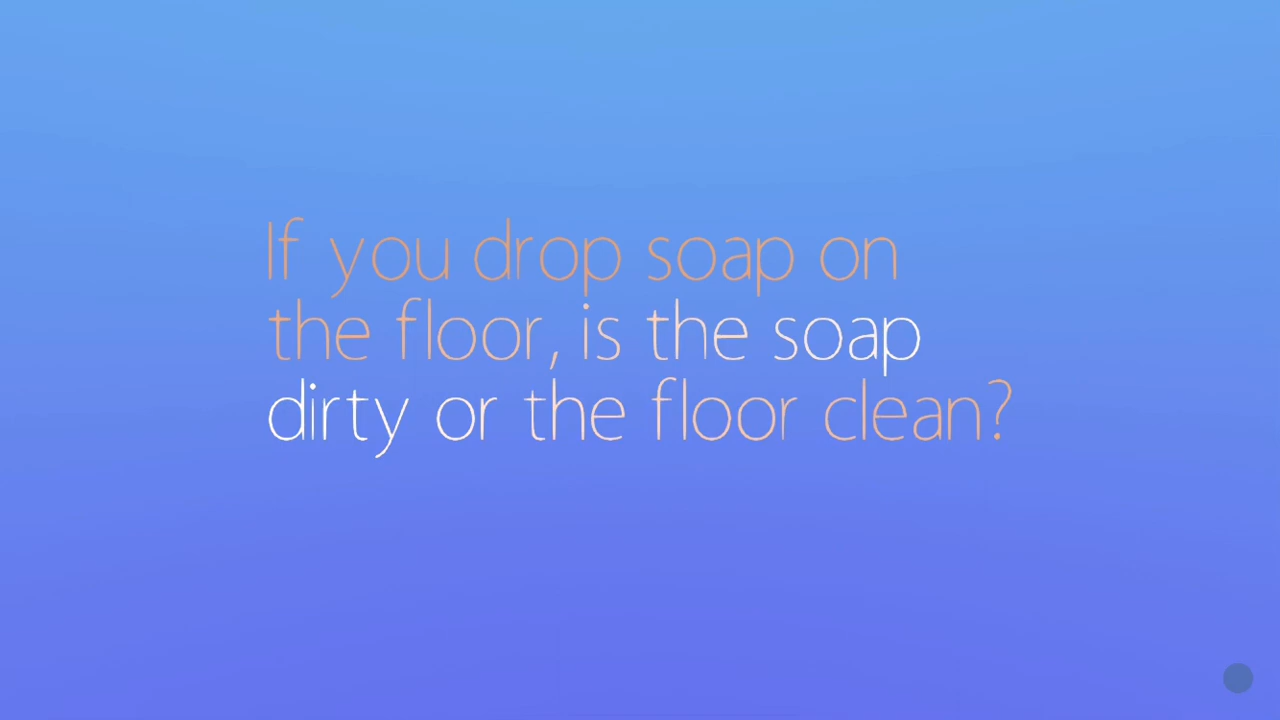 If you drop soap on
the floor, is the soap
dirty or the floor clean?